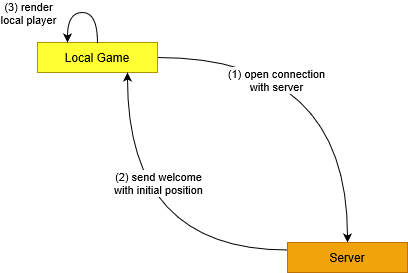 (3) render
local player
Local Game
(1) open connection
with server
(2) send welcome
with initial position
Server